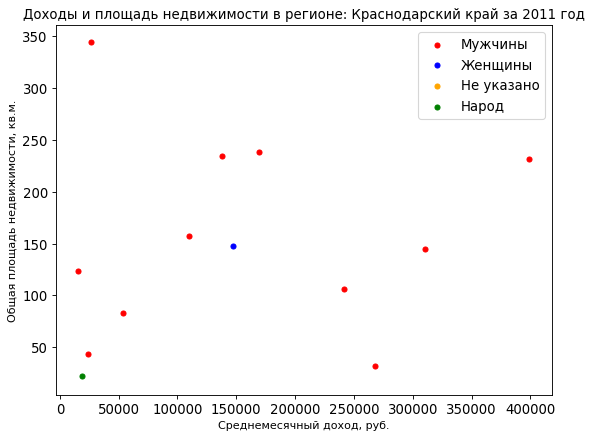 Доходы и площадь недвижимости в регионе: Краснодарский край за 2011 год
350
300
250
200
150
100
50
Общая площадь недвижимости, кв.м.
Мужчины
Женщины
Не указано
Народ
0 50000 100000 150000 200000 250000 300000 350000 400000
Среднемесячный доход, руб.